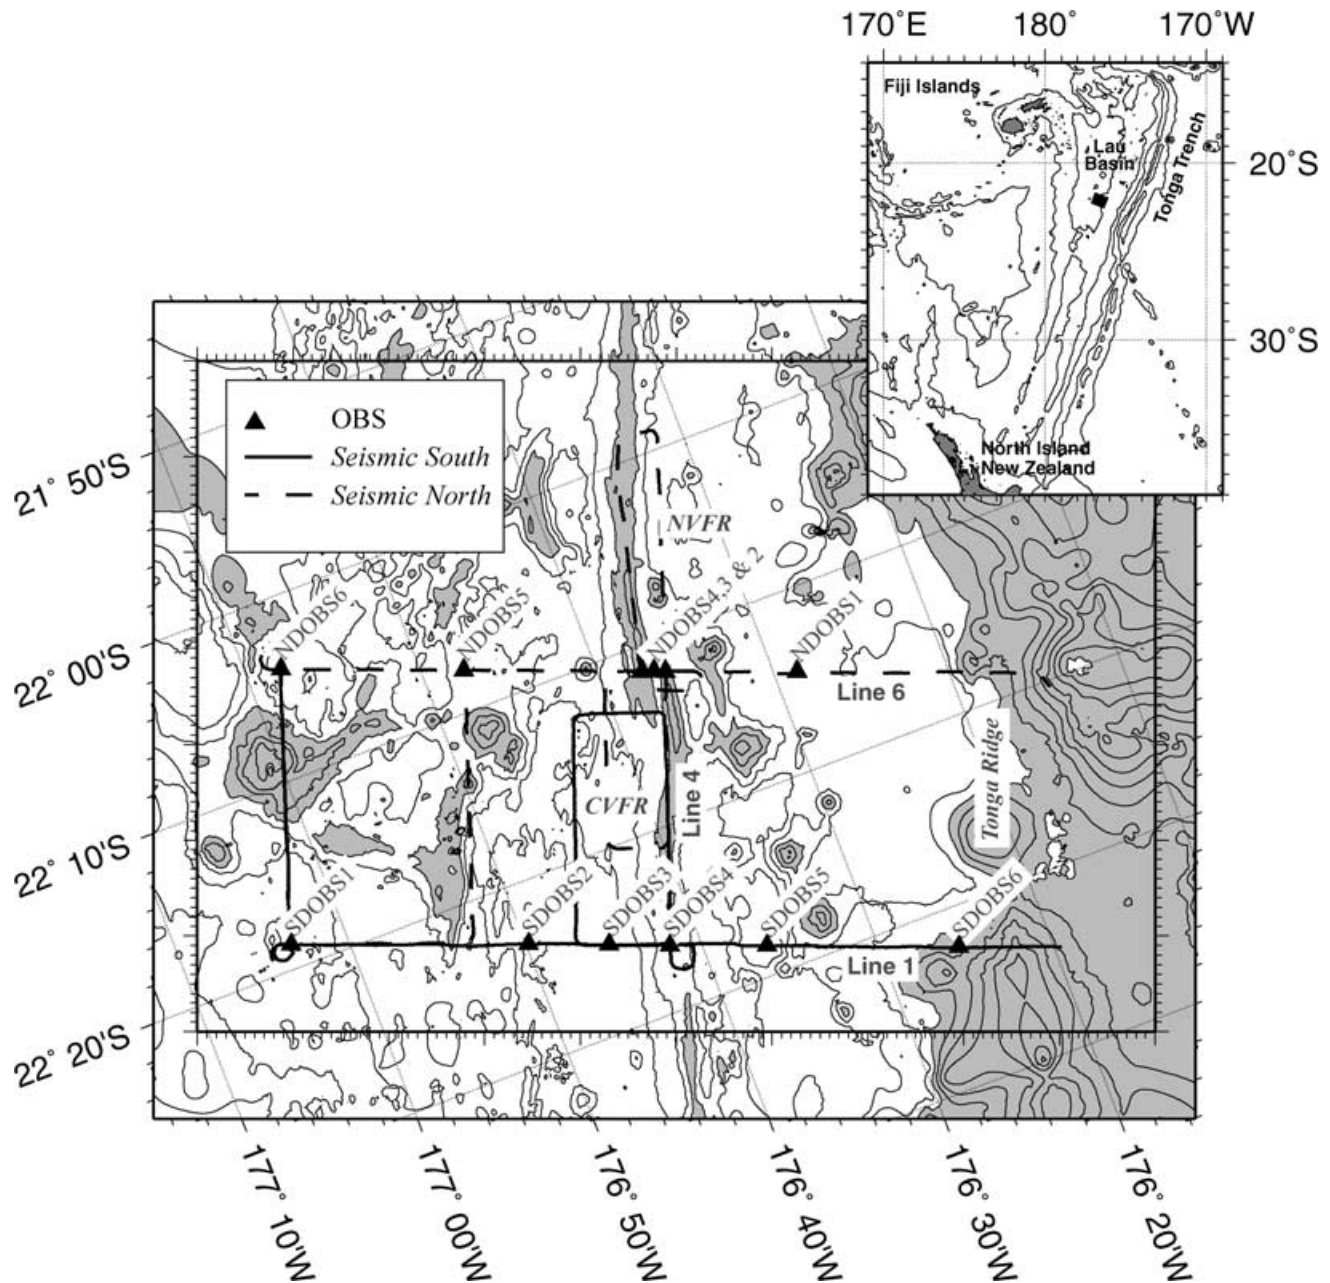 170°E 180° 170°W
Fiji Islands
Lau
Basin
Tonga Trench
20°S
30°S
North Island
New Zealand
OBS
Seismic South
Seismic North
21° 50'S
22° 00'S
22° 10'S
22° 20'S
NVFR
NDOBS6
NDOBS5
NDOBS4,3 & 2
NDOBS1
Line 6
Tonga Ridge
CVFR
Line 4
SDOBS1
SDOBS2
SDOBS3
SDOBS4
SDOBS5
SDOBS6
Line 1
177° 10'W
177° 00'W
176° 50'W
176° 40'W
176° 30'W
176° 20'W